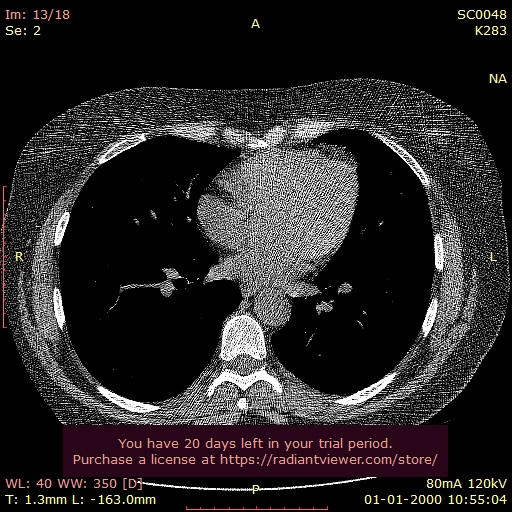 Im: 13/18
Se: 2
A
SC0048
K283
NA
R
L
You have 20 days left in your trial period.
Purchase a license at https://radiantviewer.com/store/
WL: 40 WW: 350 [D]
T: 1.3mm L: -163.0mm
P
80mA 120kV
01-01-2000 10:55:04